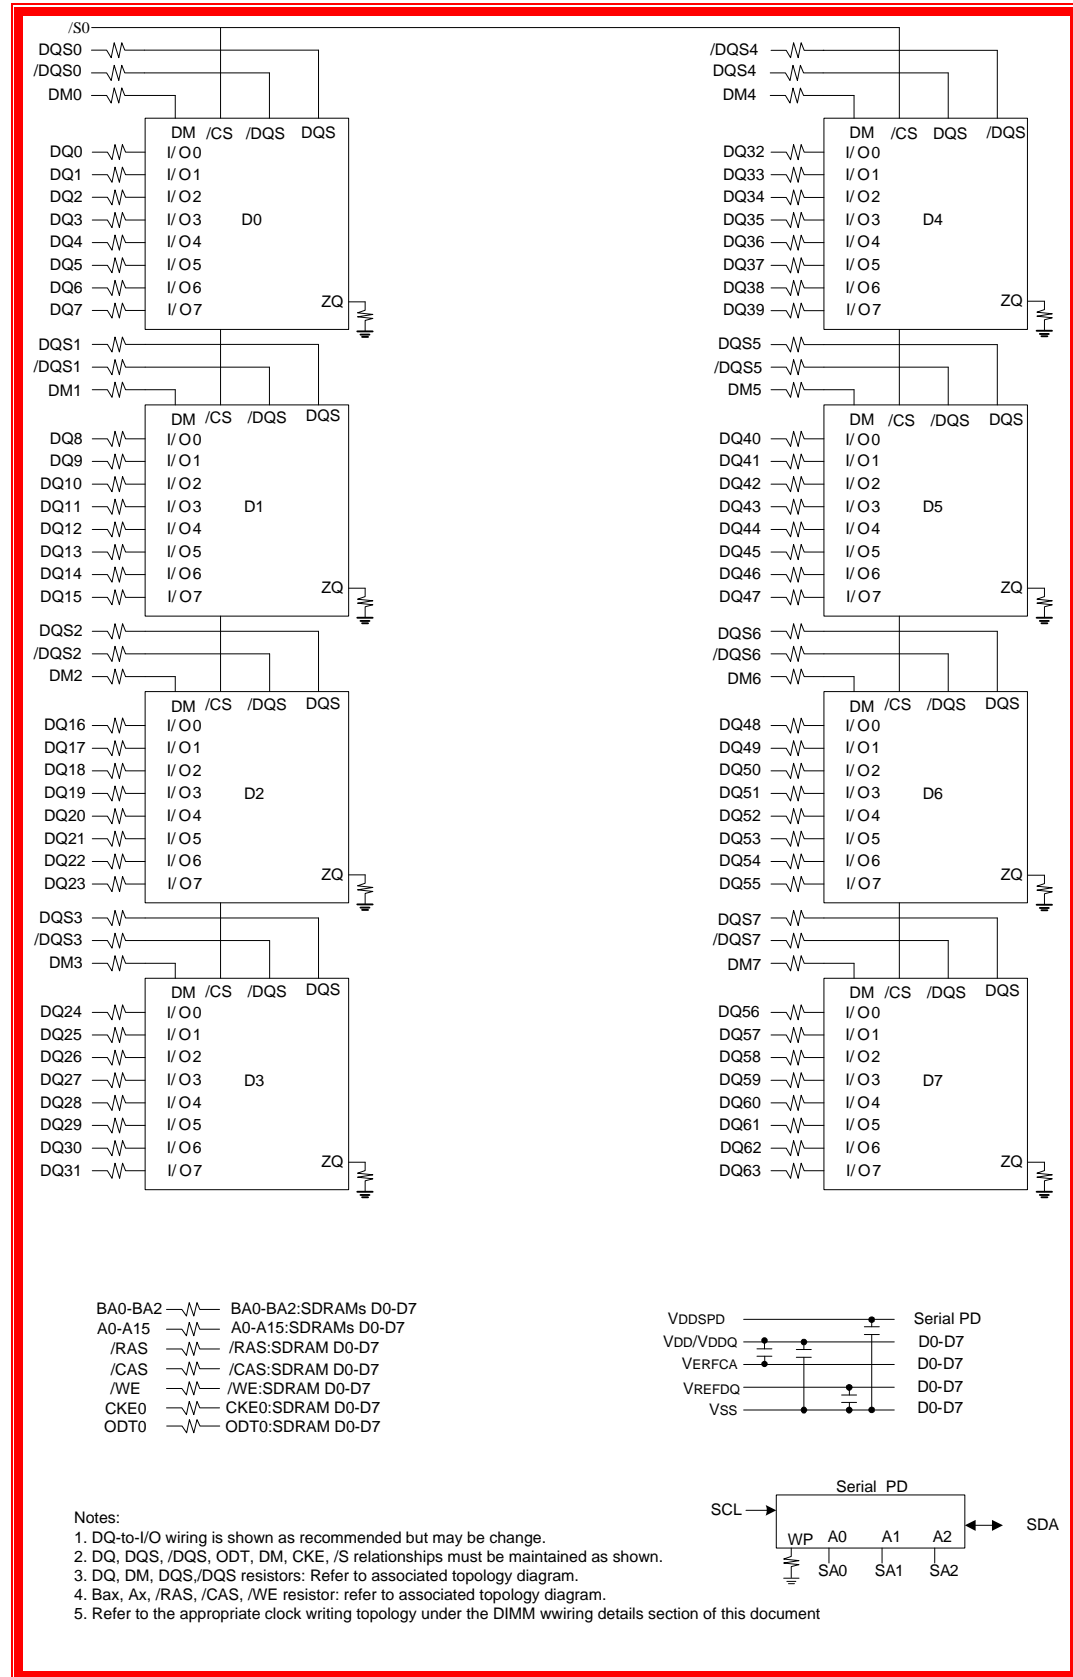 /S0
DQS0
/DQS0
DM0
DM /CS /DQS DQS
DQ0 I/O0
DQ1 I/O1
DQ2 I/O2
DQ3 I/O3 D0
DQ4 I/O4
DQ5 I/O5
DQ6 I/O6
ZQ
DQ7 I/O7
DQS1
/DQS1
DM1
DM /CS /DQS DQS
DQ8 I/O0
DQ9 I/O1
DQ10 I/O2
DQ11 I/O3 D1
DQ12 I/O4
DQ13 I/O5
DQ14 I/O6
ZQ
DQ15 I/O7
DQS2
/DQS2
DM2
DM /CS /DQS DQS
DQ16 I/O0
DQ17 I/O1
DQ18 I/O2
DQ19 I/O3 D2
DQ20 I/O4
DQ21 I/O5
DQ22 I/O6
ZQ
DQ23 I/O7
DQS3
/DQS3
DM3
DM /CS /DQS DQS
DQ24 I/O0
DQ25 I/O1
DQ26 I/O2
DQ27 I/O3 D3
DQ28 I/O4
DQ29 I/O5
DQ30 I/O6
ZQ
DQ31 I/O7
/DQS4
DQS4
DM4
DM /CS DQS /DQS
DQ32 I/O0
DQ33 I/O1
DQ34 I/O2
DQ35 I/O3 D4
DQ36 I/O4
DQ37 I/O5
DQ38 I/O6
ZQ
DQ39 I/O7
DQS5
/DQS5
DM5
DM /CS /DQS DQS
DQ40 I/O0
DQ41 I/O1
DQ42 I/O2
DQ43 I/O3 D5
DQ44 I/O4
DQ45 I/O5
DQ46 I/O6
ZQ
DQ47 I/O7
DQS6
/DQS6
DM6
DM /CS /DQS DQS
DQ48 I/O0
DQ49 I/O1
DQ50 I/O2
DQ51 I/O3 D6
DQ52 I/O4
DQ53 I/O5
DQ54 I/O6
ZQ
DQ55 I/O7
DQS7
/DQS7
DM7
DM /CS /DQS DQS
DQ56 I/O0
DQ57 I/O1
DQ58 I/O2
DQ59 I/O3 D7
DQ60 I/O4
DQ61 I/O5
DQ62 I/O6
ZQ
DQ63 I/O7
BA0-BA2 BA0-BA2:SDRAMs D0-D7
A0-A15 A0-A15:SDRAMs D0-D7
/RAS /RAS:SDRAM D0-D7
/CAS /CAS:SDRAM D0-D7
/WE /WE:SDRAM D0-D7
CKE0 CKE0:SDRAM D0-D7
ODT0 ODT0:SDRAM D0-D7
VDDSPD Serial PD
VDD/VDDQ D0-D7
VERFCA D0-D7
VREFDQ D0-D7
VSS D0-D7
Serial PD
SCL
SDA
WP A0 A1 A2
SA0 SA1 SA2
Notes:
1. DQ-to-I/O wiring is shown as recommended but may be change.
2. DQ, DQS, /DQS, ODT, DM, CKE, /S relationships must be maintained as shown.
3. DQ, DM, DQS,/DQS resistors: Refer to associated topology diagram.
4. Bax, Ax, /RAS, /CAS, /WE resistor: refer to associated topology diagram.
5. Refer to the appropriate clock writing topology under the DIMM wwiring details section of this document